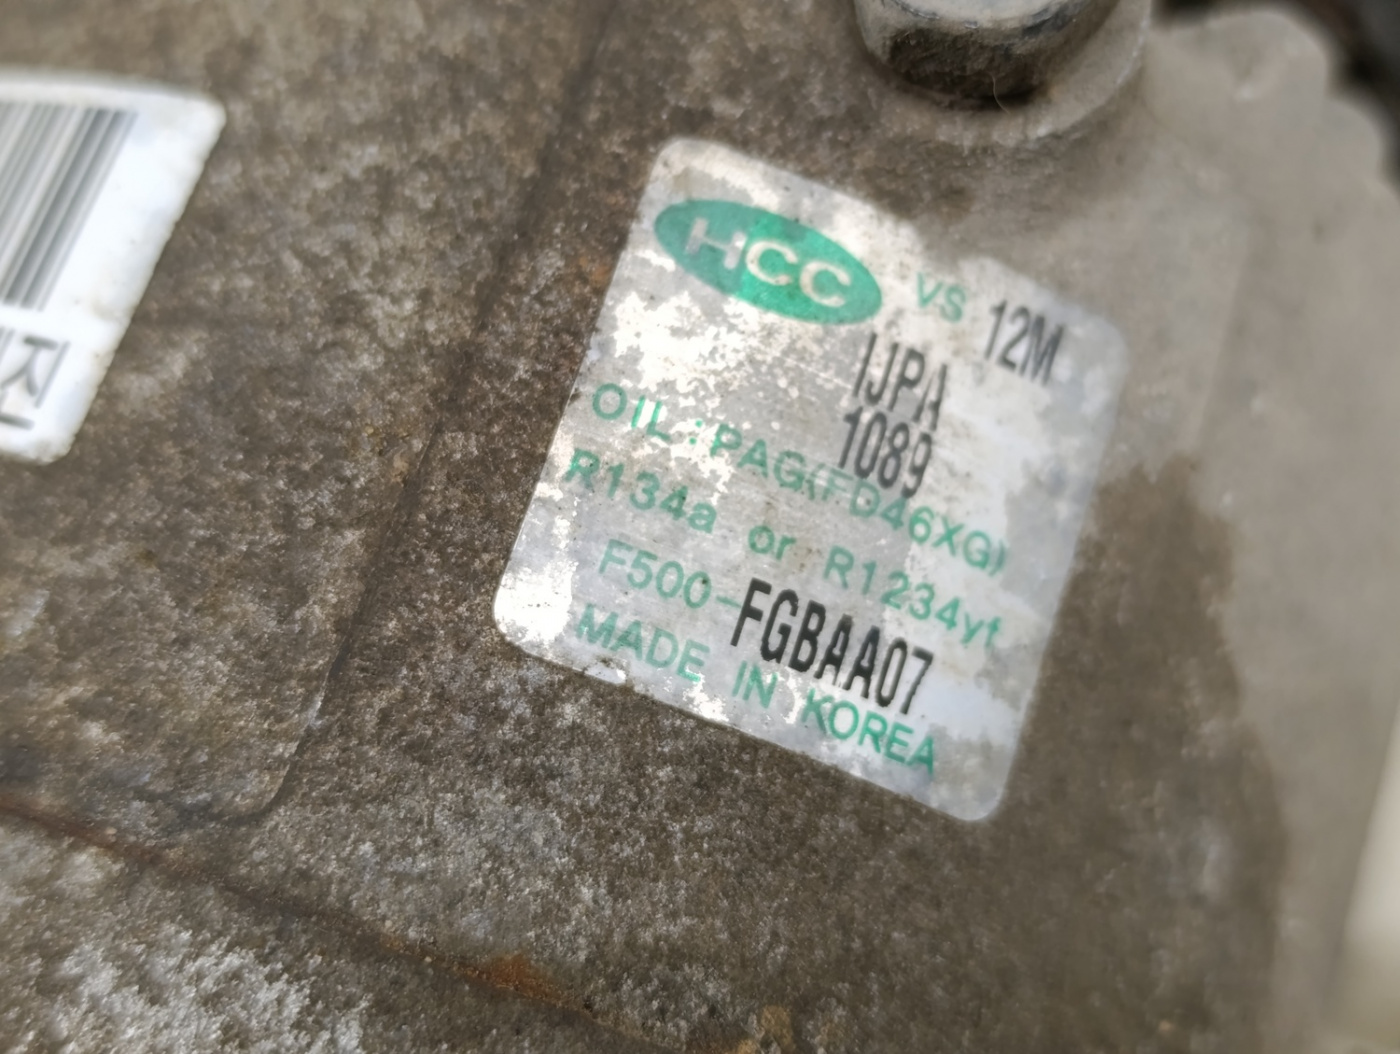 HCC VS 12M
IJPA
1089
OIL:PAG(FD46XG)
R134a or R1234yf
F500-FGBAA07
MADE IN KOREA
진